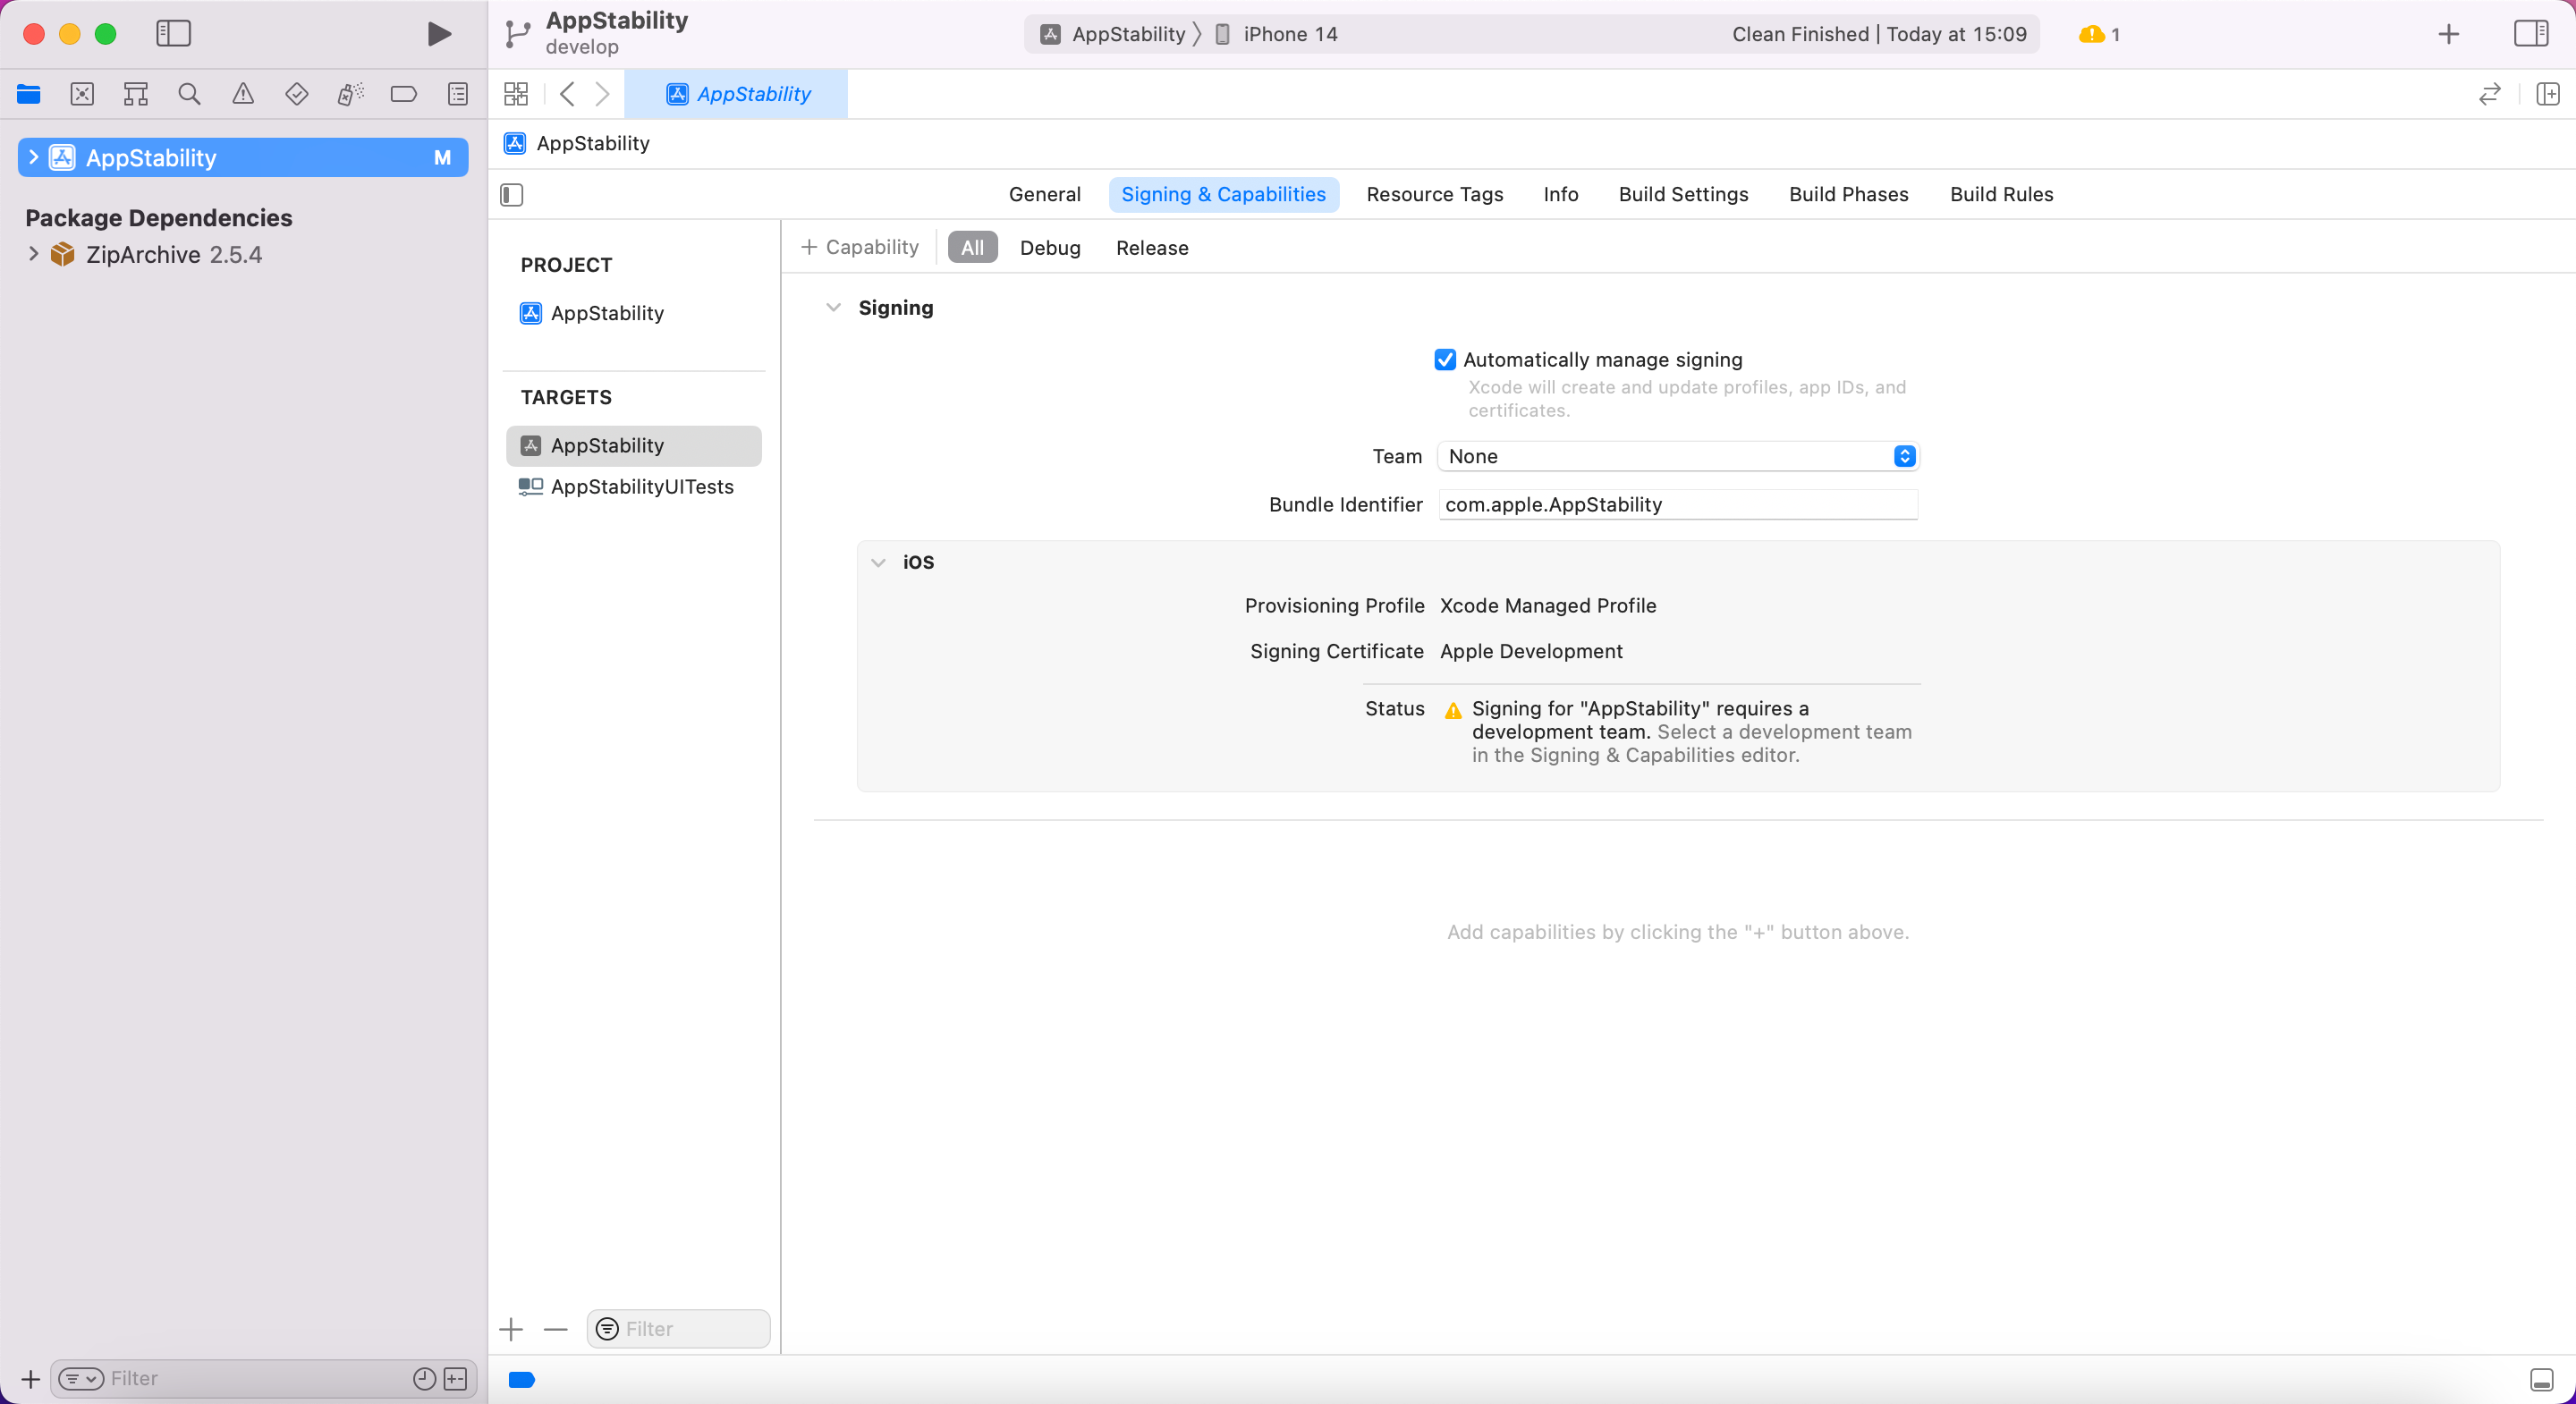 AppStability
develop
AppStability
iPhone 14
Clean Finished | Today at 15:09
1
AppStability
AppStability
M
Package Dependencies
ZipArchive 2.5.4
AppStability
General
Signing & Capabilities
Resource Tags
Info
Build Settings
Build Phases
Build Rules
PROJECT
AppStability
TARGETS
AppStability
AppStabilityUITests
+ Capability
All
Debug
Release
Signing
Automatically manage signing
Xcode will create and update profiles, app IDs, and
certificates.
Team
None
Bundle Identifier
com.apple.AppStability
iOS
Provisioning Profile
Xcode Managed Profile
Signing Certificate
Apple Development
Status
Signing for "AppStability" requires a
development team. Select a development team
in the Signing & Capabilities editor.
Add capabilities by clicking the "+" button above.
Filter
Filter